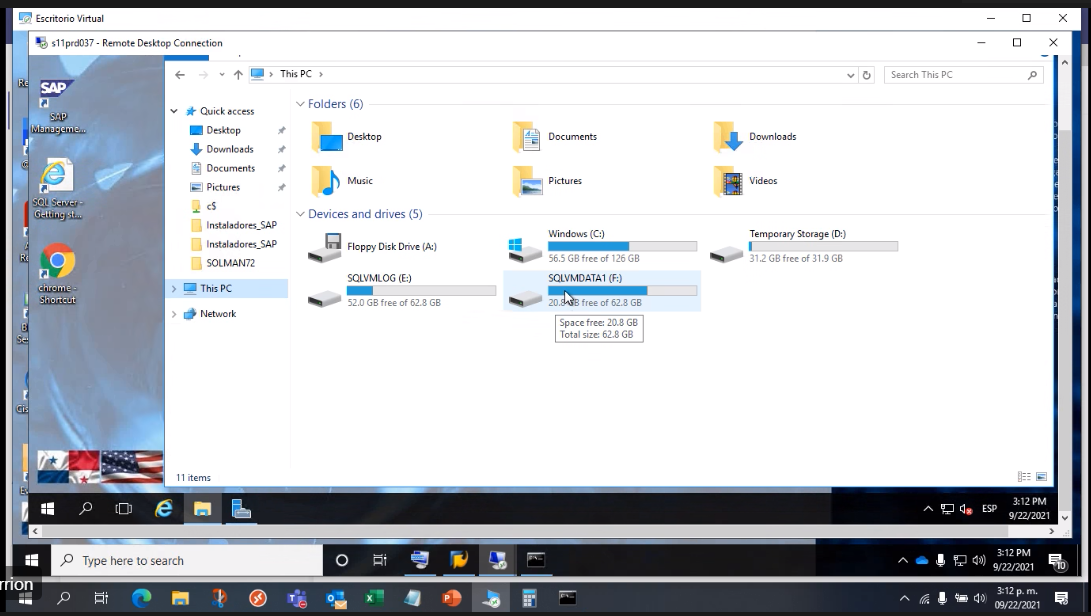 Escritorio Virtual
s11prd037 - Remote Desktop Connection
This PC
Search This PC
SAP
SAP
Manageme...
SQL Server -
Getting st...
chrome -
Shortcut
Quick access
Desktop
Downloads
Documents
Pictures
c$
Instaladores_SAP
Instaladores_SAP
SOLMAN72
This PC
Network
Folders (6)
Desktop
Documents
Downloads
Music
Pictures
Videos
Devices and drives (5)
Floppy Disk Drive (A:)
Windows (C:)
56.5 GB free of 126 GB
Temporary Storage (D:)
31.2 GB free of 31.9 GB
SQLVMLOG (E:)
52.0 GB free of 62.8 GB
SQLVMDATA1 (F:)
20.8 GB free of 62.8 GB
Space free: 20.8 GB
Total size: 62.8 GB
11 items
ESP
3:12 PM
9/22/2021
Type here to search
3:12 PM
9/22/2021
10
rrion
3:12 p. m.
09/22/2021